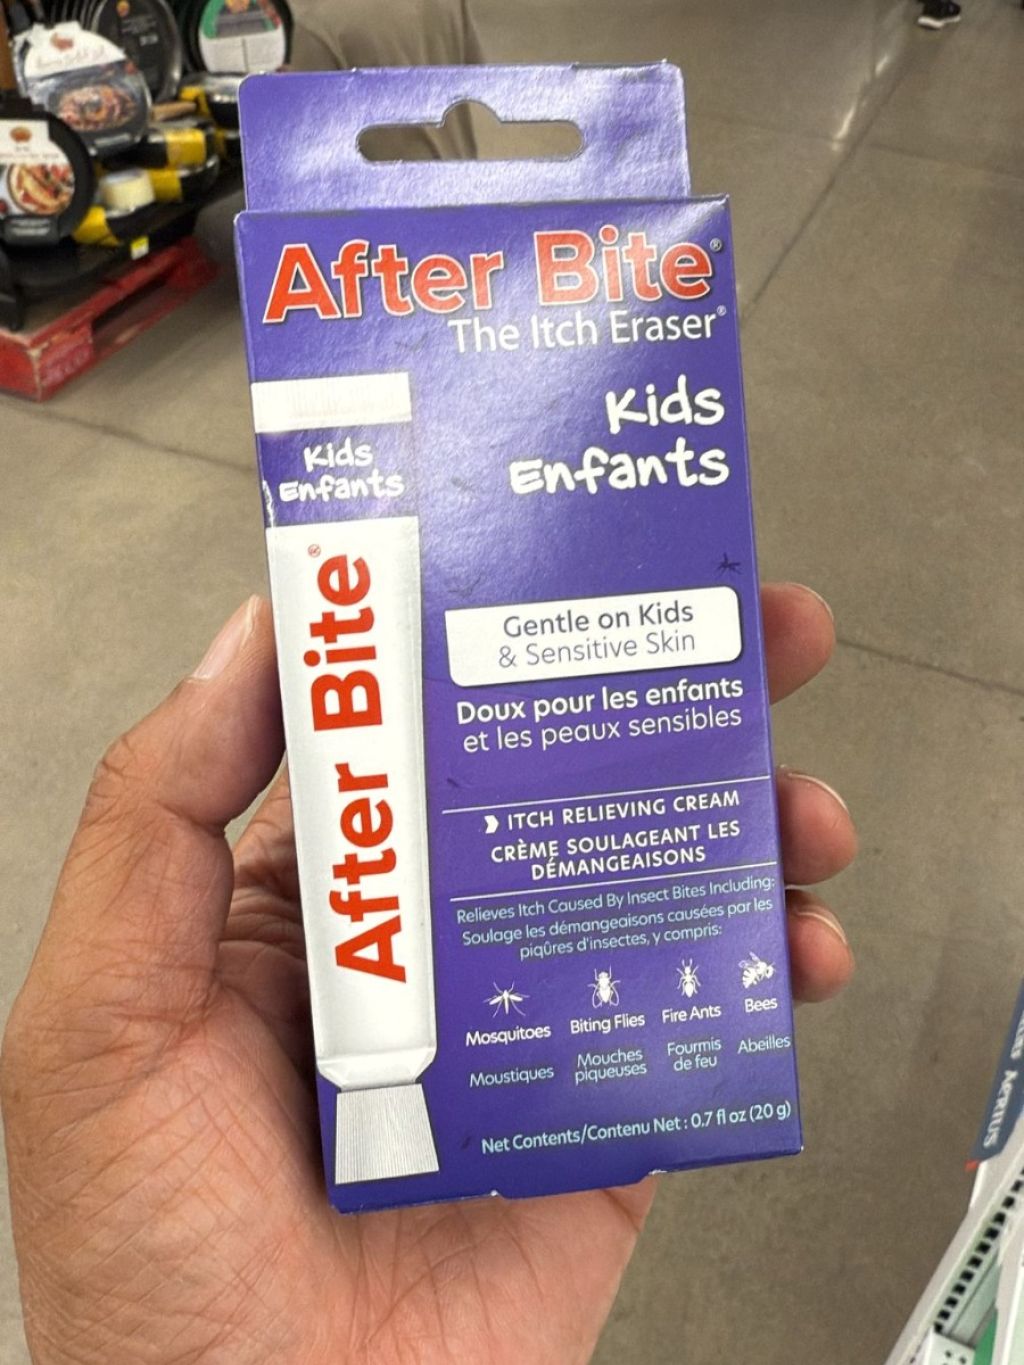 After Bite®
The Itch Eraser®
Kids
Enfants
Kids
Enfants
After Bite®
Gentle on Kids
& Sensitive Skin
Doux pour les enfants
et les peaux sensibles
ITCH RELIEVING CREAM
CRÈME SOULAGEANT LES
DÉMANGEAISONS
Relieves Itch Caused By Insect Bites Including:
Soulage les démangeaisons causées par les
piqûres d'insectes, y compris:
Mosquitoes Biting Flies Fire Ants Bees
Moustiques Mouches piqueuses Fourmis de feu Abeilles
Net Contents/Contenu Net : 0.7 fl oz (20 g)